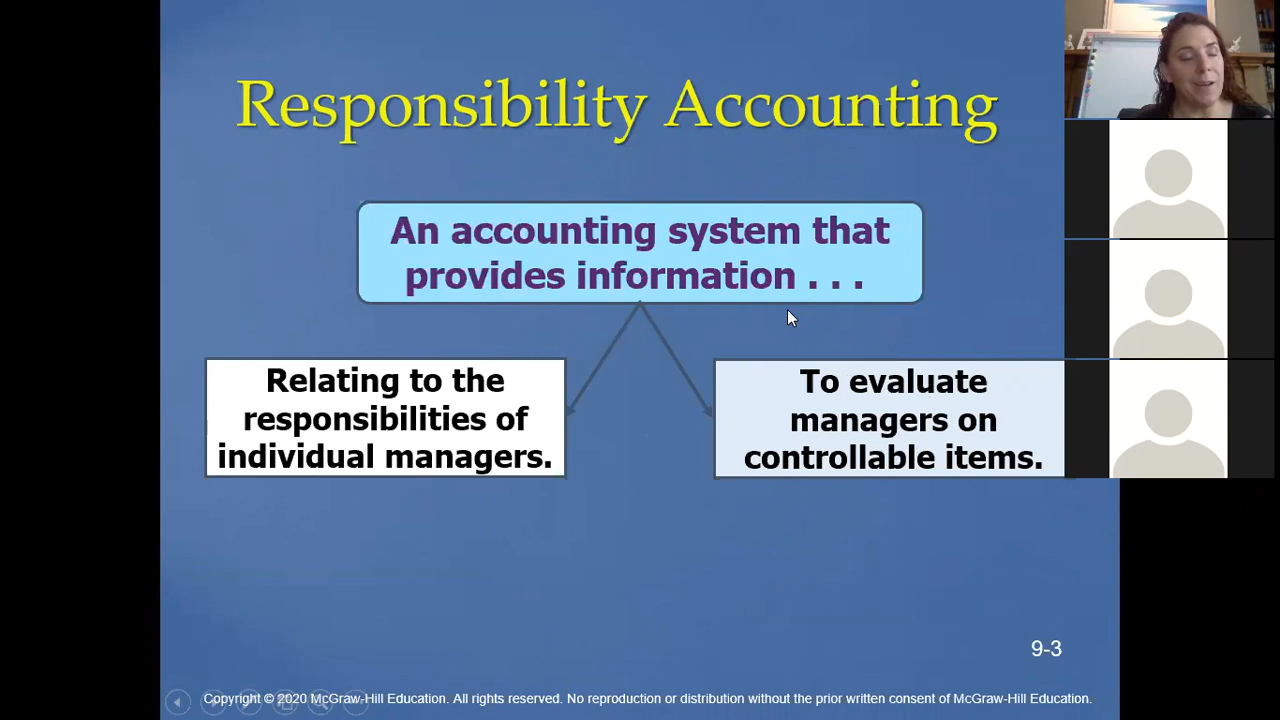 Responsibility Accounting
An accounting system that
provides information . . .
Relating to the
responsibilities of
individual managers.
To evaluate
managers on
controllable items.
9-3
Copyright © 2020 McGraw-Hill Education. All rights reserved. No reproduction or distribution without the prior written consent of McGraw-Hill Education.